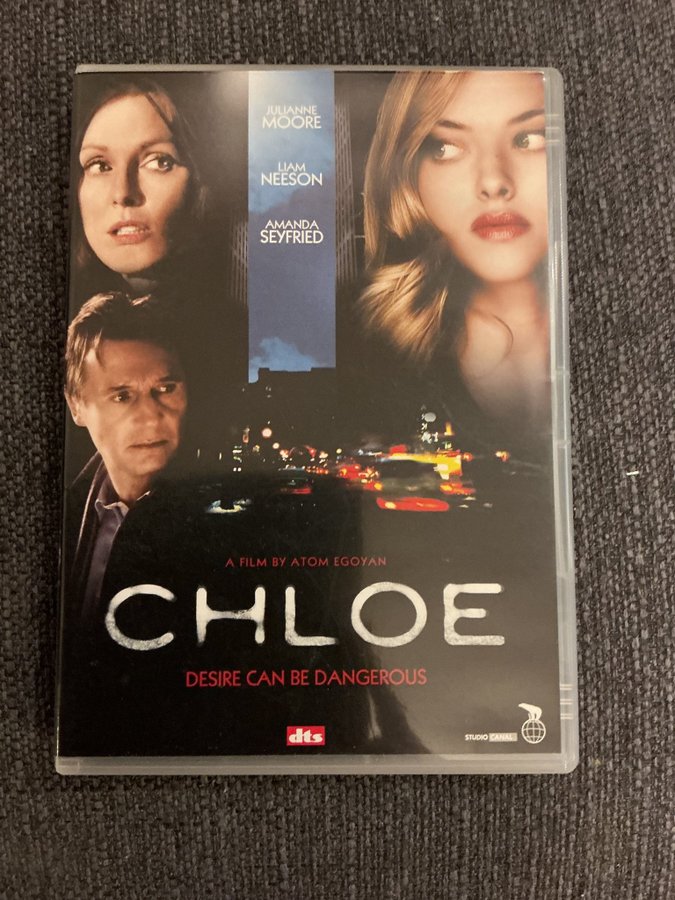 JULIANNE
MOORE
LIAM
NEESON
AMANDA
SEYFRIED
A FILM BY ATOM EGOYAN
CHLOE
DESIRE CAN BE DANGEROUS
dts
STUDIO CANAL